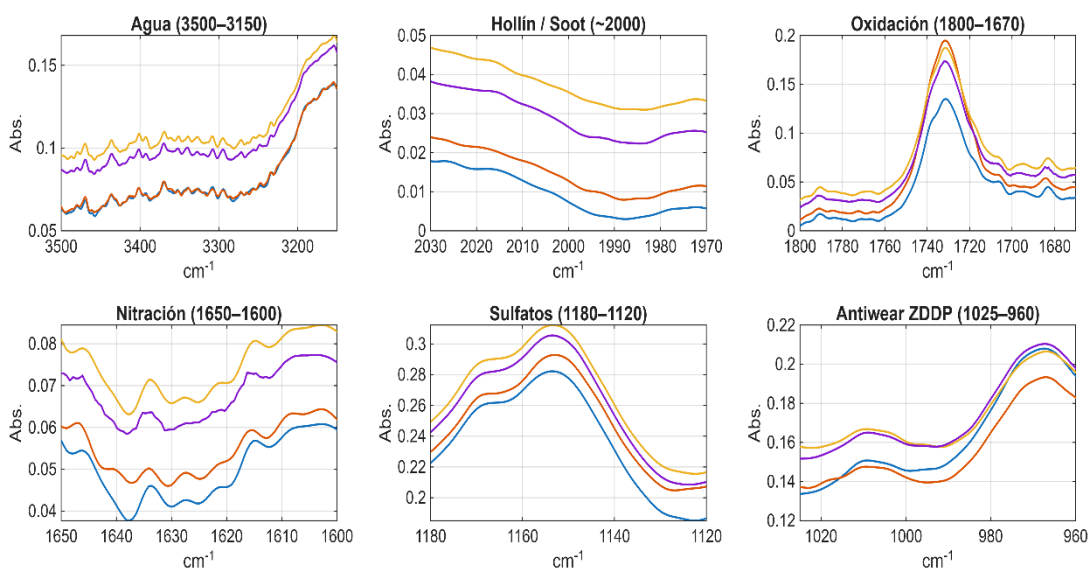 Agua (3500–3150)
0.15
0.1
0.05
Abs.
3500 3400 3300 3200
cm-1
Hollín / Soot (~2000)
0.05
0.04
0.03
0.02
0.01
0
Abs.
2030 2020 2010 2000 1990 1980 1970
cm-1
Oxidación (1800–1670)
0.2
0.15
0.1
0.05
0
Abs.
1800 1780 1760 1740 1720 1700 1680
cm-1
Nitración (1650–1600)
0.08
0.07
0.06
0.05
0.04
Abs.
1650 1640 1630 1620 1610 1600
cm-1
Sulfatos (1180–1120)
0.3
0.28
0.26
0.24
0.22
0.2
Abs.
1180 1160 1140 1120
cm-1
Antiwear ZDDP (1025–960)
0.22
0.2
0.18
0.16
0.14
0.12
Abs.
1020 1000 980 960
cm-1